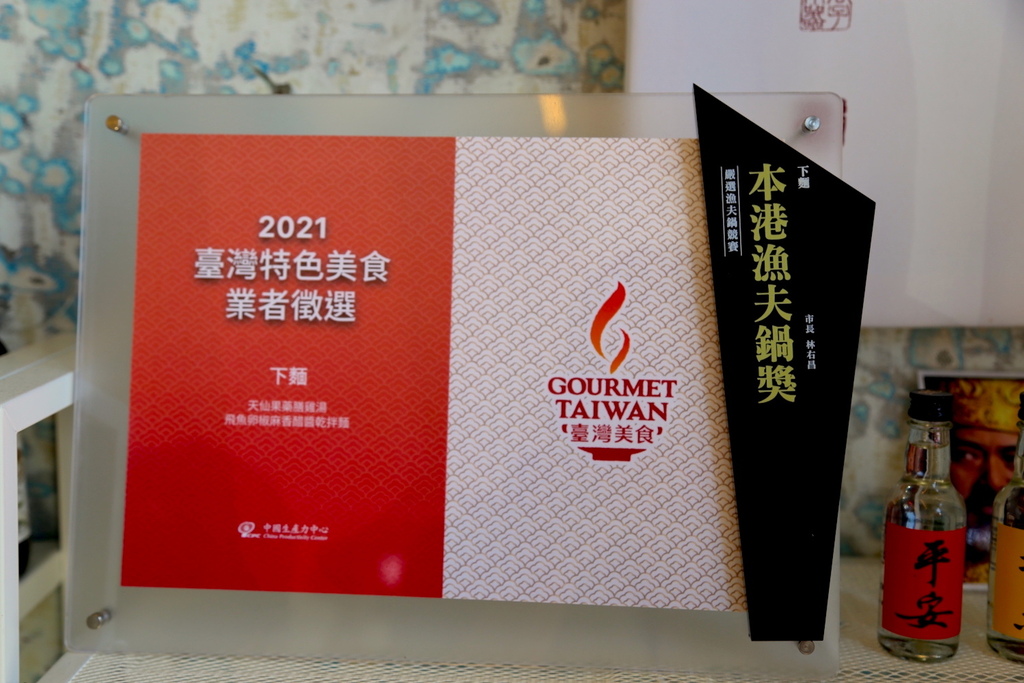 2021
臺灣特色美食
業者徵選
下麵
天仙果藥膳雞湯
飛魚卵椒麻香醋醬乾拌麵
中國生產力中心
China Productivity Center
GOURMET
TAIWAN
臺灣美食
下麵
本港漁夫鍋獎
嚴選漁夫鍋競賽
市長 林右昌
平安